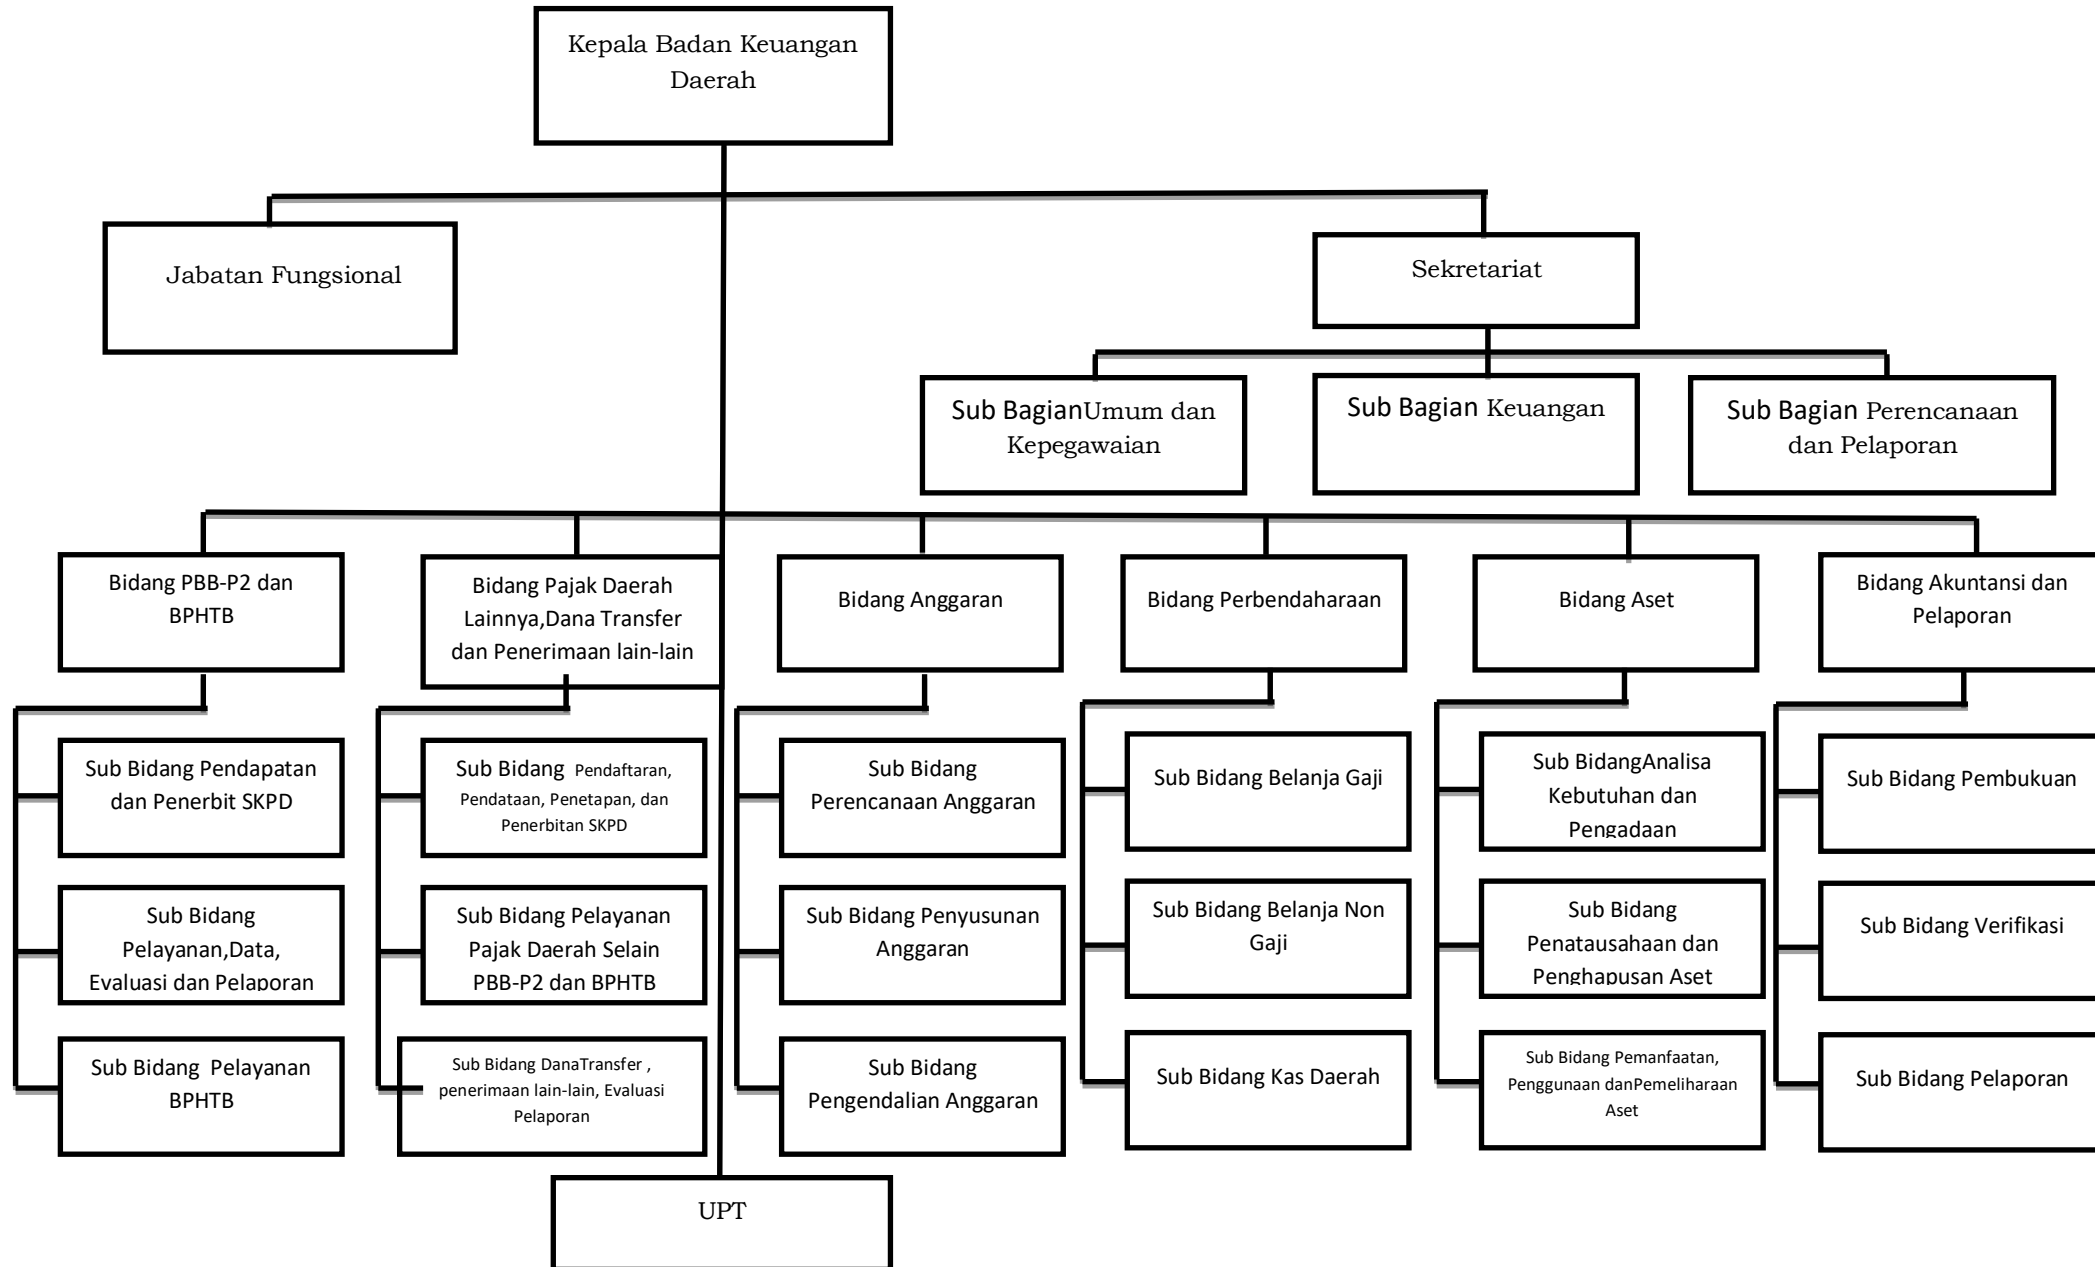 Kepala Badan Keuangan
Daerah
Jabatan Fungsional
Sekretariat
Sub BagianUmum dan
Kepegawaian
Sub Bagian Keuangan
Sub Bagian Perencanaan
dan Pelaporan
Bidang PBB-P2 dan
BPHTB
Bidang Pajak Daerah
Lainnya,Dana Transfer
dan Penerimaan lain-lain
Bidang Anggaran
Bidang Perbendaharaan
Bidang Aset
Bidang Akuntansi dan
Pelaporan
Sub Bidang Pendapatan
dan Penerbit SKPD
Sub Bidang Pendaftaran,
Pendataan, Penetapan, dan
Penerbitan SKPD
Sub Bidang
Perencanaan Anggaran
Sub Bidang Belanja Gaji
Sub BidangAnalisa
Kebutuhan dan
Pengadaan
Sub Bidang Pembukuan
Sub Bidang
Pelayanan,Data,
Evaluasi dan Pelaporan
Sub Bidang Pelayanan
Pajak Daerah Selain
PBB-P2 dan BPHTB
Sub Bidang Penyusunan
Anggaran
Sub Bidang Belanja Non
Gaji
Sub Bidang
Penatausahaan dan
Penghapusan Aset
Sub Bidang Verifikasi
Sub Bidang Pelayanan
BPHTB
Sub Bidang DanaTransfer ,
penerimaan lain-lain, Evaluasi
Pelaporan
Sub Bidang
Pengendalian Anggaran
Sub Bidang Kas Daerah
Sub Bidang Pemanfaatan,
Penggunaan danPemeliharaan
Aset
Sub Bidang Pelaporan
UPT